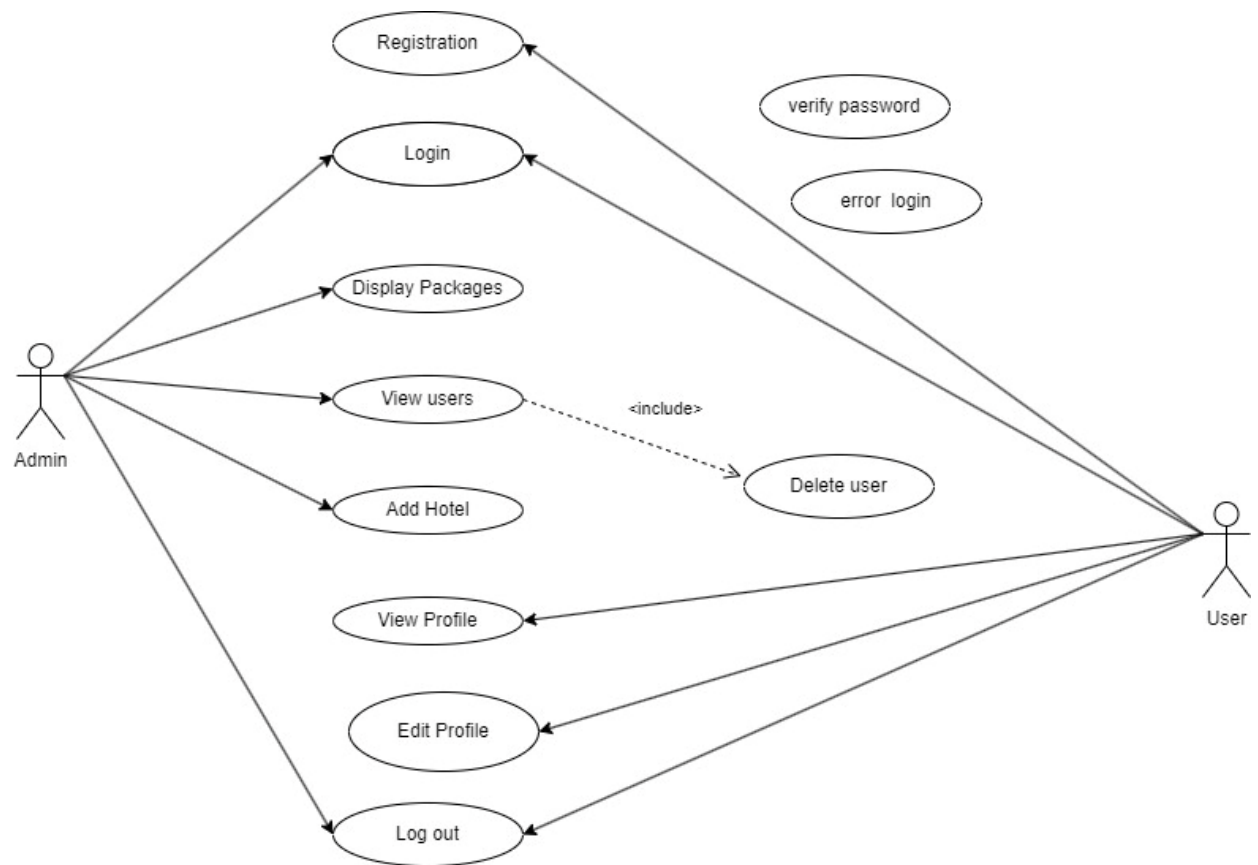 Registration
verify password
Login
error login
Display Packages
View users
<include>
Admin
Delete user
Add Hotel
View Profile
User
Edit Profile
Log out